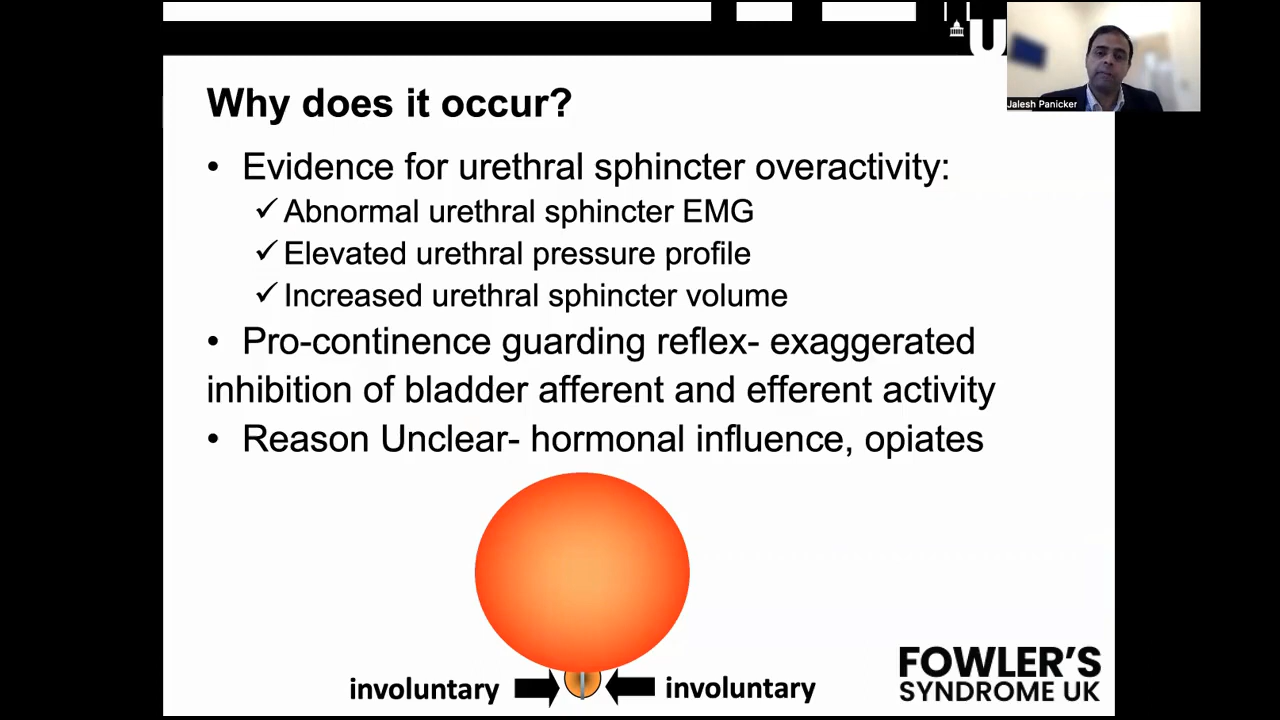 U
Jalesh Panicker
Why does it occur?
• Evidence for urethral sphincter overactivity:
✓ Abnormal urethral sphincter EMG
✓ Elevated urethral pressure profile
✓ Increased urethral sphincter volume
• Pro-continence guarding reflex- exaggerated
inhibition of bladder afferent and efferent activity
• Reason Unclear- hormonal influence, opiates
involuntary involuntary
FOWLER'S
SYNDROME UK